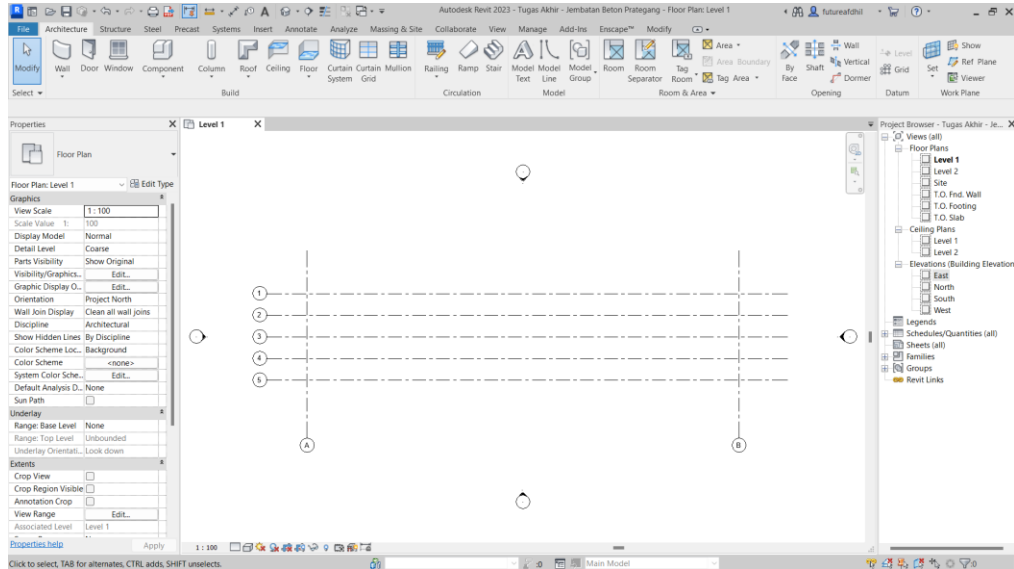 Autodesk Revit 2023 - Tugas Akhir - Jembatan Beton Prategang - Floor Plan: Level 1
futureafdhil
File Architecture Structure Steel Precast Systems Insert Annotate Analyze Massing & Site Collaborate View Manage Add-Ins Enscape™ Modify
Modify Wall Door Window Component Column Roof Ceiling Floor Curtain System Curtain Grid Mullion Railing Ramp Stair Model Text Model Line Model Group Room Room Separator Tag Room Area Area Boundary Tag Area By Face Shaft Wall Vertical Dormer Level Grid Set Show Ref Plane Viewer
Select Build Circulation Model Room & Area Opening Datum Work Plane
Properties
Floor Plan
Floor Plan: Level 1 Edit Type
Graphics
View Scale 1 : 100
Scale Value 1: 100
Display Model Normal
Detail Level Coarse
Parts Visibility Show Original
Visibility/Graphics... Edit...
Graphic Display O... Edit...
Orientation Project North
Wall Join Display Clean all wall joins
Discipline Architectural
Show Hidden Lines By Discipline
Color Scheme Loc... Background
Color Scheme <none>
System Color Sche... Edit...
Default Analysis D... None
Sun Path
Underlay
Range: Base Level None
Range: Top Level Unbounded
Underlay Orientati... Look down
Extents
Crop View
Crop Region Visible
Annotation Crop
View Range Edit...
Associated Level Level 1
Properties help Apply
Level 1
1
2
3
4
5
A B
1 : 100
Project Browser - Tugas Akhir - Je...
Views (all)
Floor Plans
Level 1
Level 2
Site
T.O. Fnd. Wall
T.O. Footing
T.O. Slab
Ceiling Plans
Level 1
Level 2
Elevations (Building Elevation
East
North
South
West
Legends
Schedules/Quantities (all)
Sheets (all)
Families
Groups
Revit Links
Click to select, TAB for alternates, CTRL adds, SHIFT unselects.
:0 Main Model :0